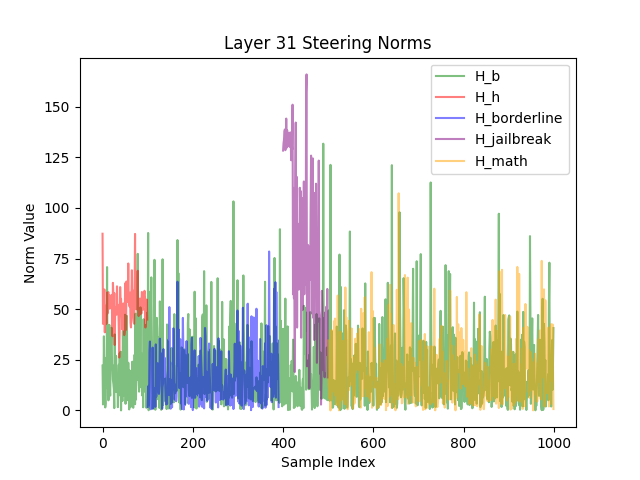 Layer 31 Steering Norms
H_b
H_h
H_borderline
H_jailbreak
H_math
Norm Value
150
125
100
75
50
25
0
0 200 400 600 800 1000
Sample Index